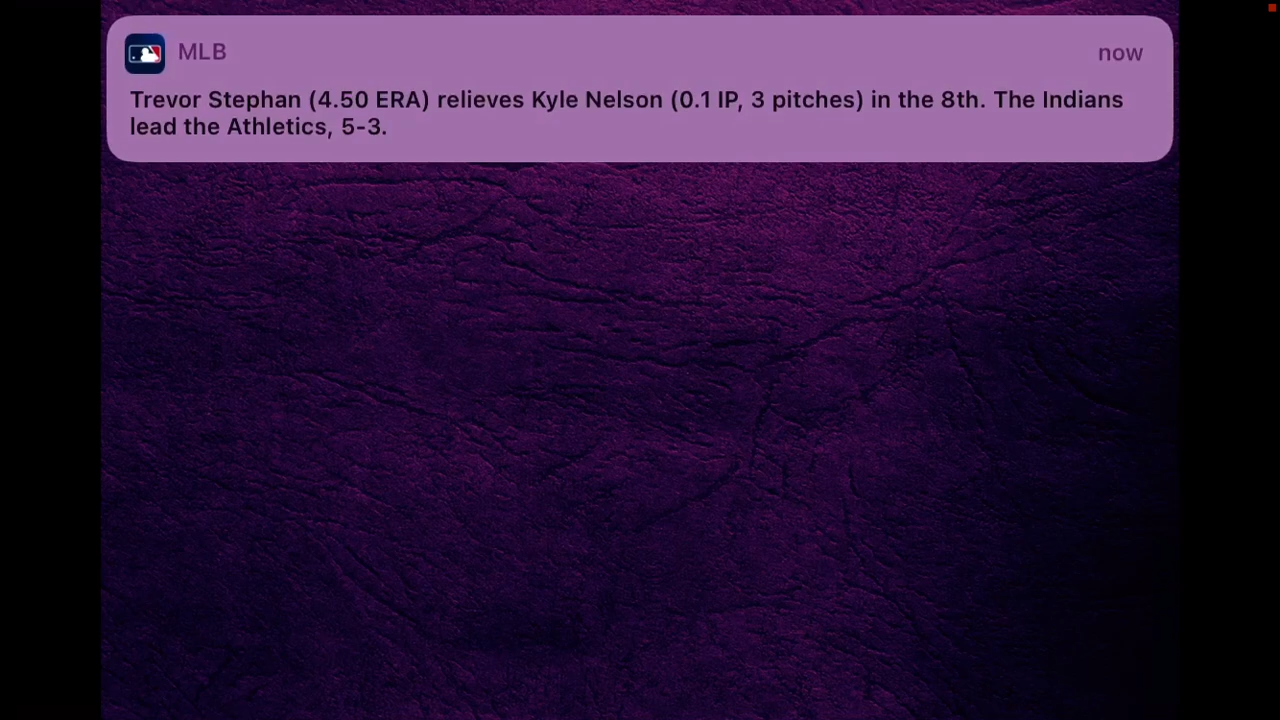 MLB
now
Trevor Stephan (4.50 ERA) relieves Kyle Nelson (0.1 IP, 3 pitches) in the 8th. The Indians
lead the Athletics, 5-3.